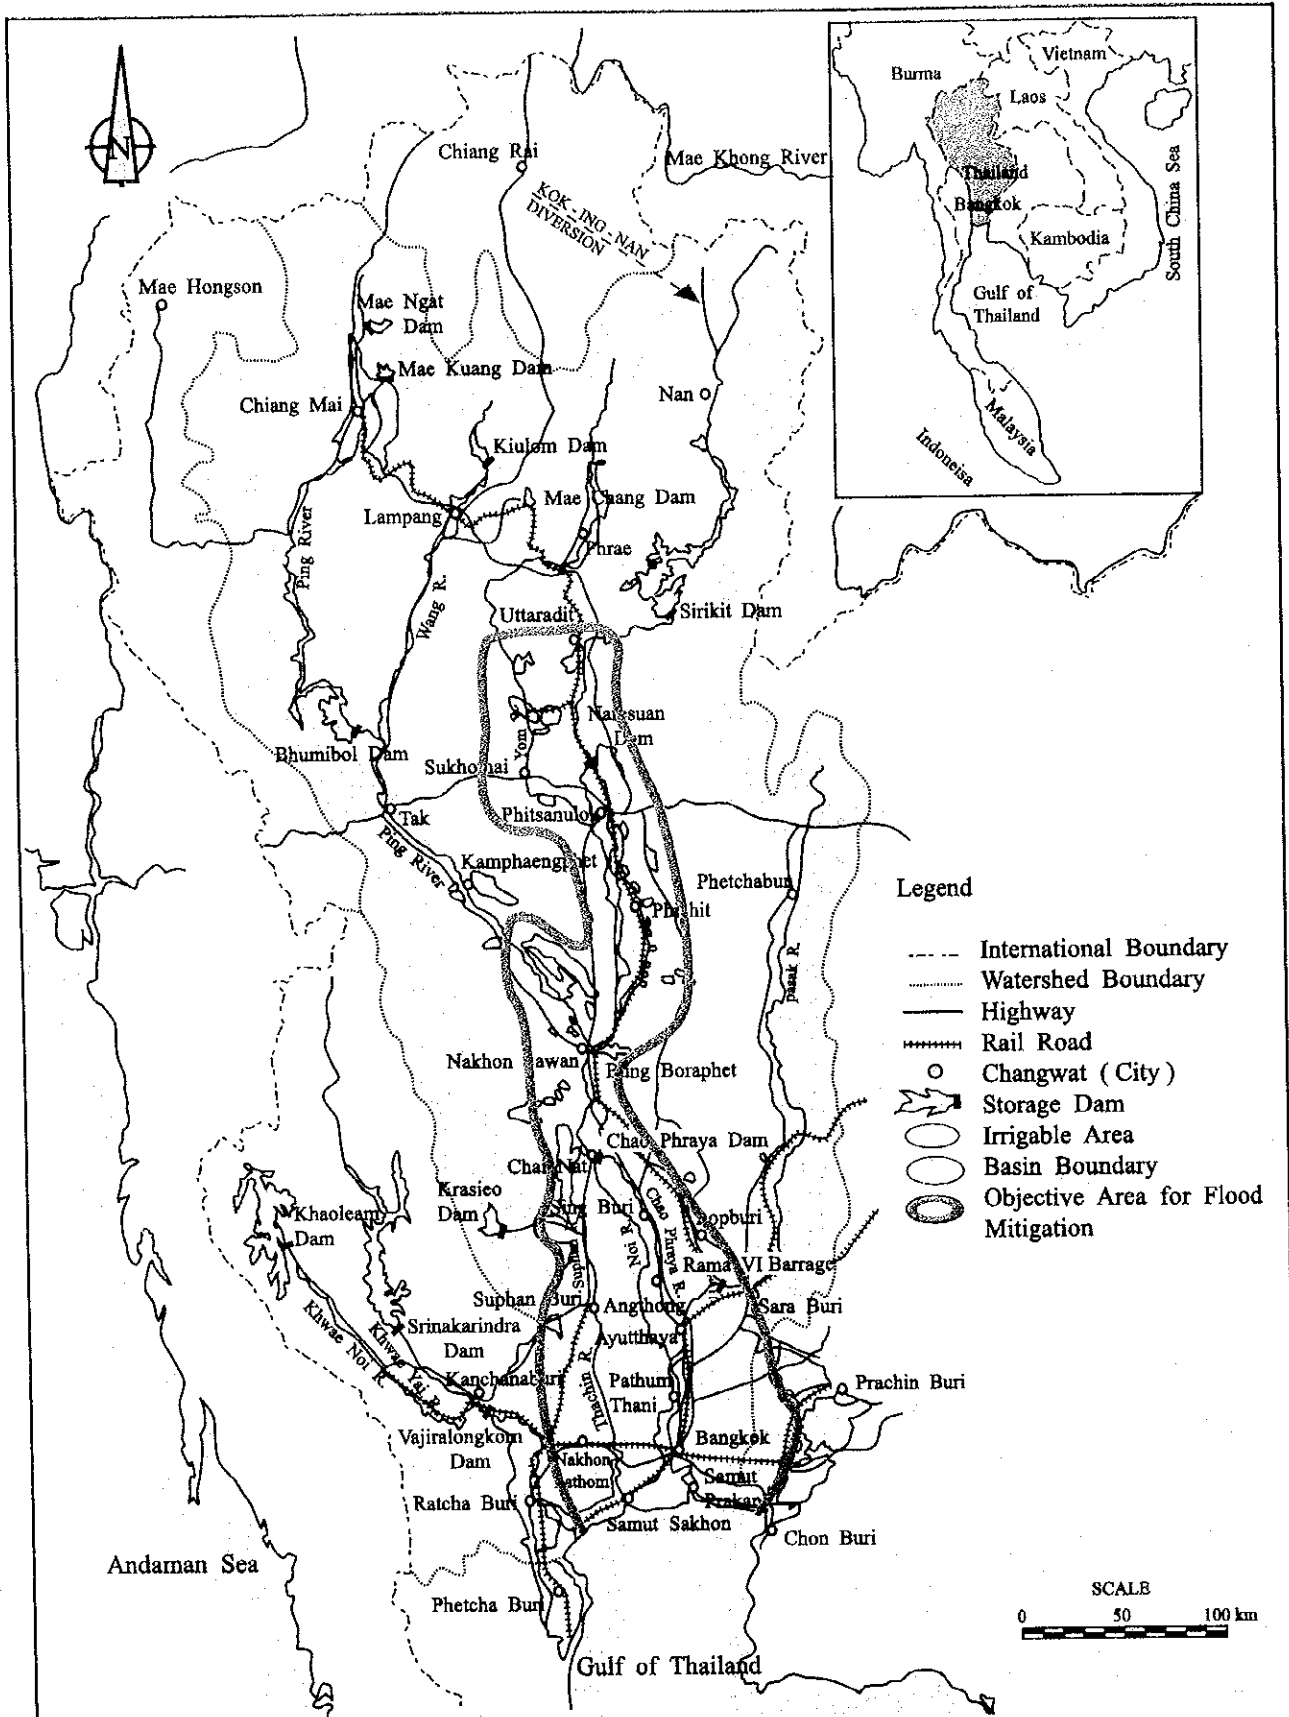 N
Burma
Vietnam
Laos
Thailand
Bangkok
Kambodia
South China Sea
Gulf of
Thailand
Malaysia
Indoneisa
Chiang Rai
Mae Khong River
KOK - ING - NAN
DIVERSION
Mae Hongson
Mae Ngat
Dam
Mae Kuang Dam
Nan
Chiang Mai
Kiulom Dam
Mae Chang Dam
Lampang
Phrae
Ping River
Wang R.
Uttaradit
Sirikit Dam
Naresuan
Dam
Bhumibol Dam
Yom
Sukhothai
Tak
Phitsanulok
Ping River
Kamphaengphet
Phetchabun
Phichit
pasak R.
Legend
International Boundary
Watershed Boundary
Highway
Rail Road
Changwat ( City )
Storage Dam
Irrigable Area
Basin Boundary
Objective Area for Flood
Mitigation
Nakhon Sawan
Bung Boraphet
Chao Phraya Dam
Chai Nat
Krasieo
Dam
Sing Buri
Lopburi
Khaoleam
Dam
Noi R.
Chao Phraya R.
Rama VI Barrage
Suphan
Suphan Buri
Angthong
Sara Buri
Srinakarindra
Dam
Ayutthaya
Khwae Noi R.
Khwae Yai R.
Kanchanaburi
Thachin R.
Pathum
Thani
Prachin Buri
Vajiralongkorn
Dam
Bangkok
Nakhon
Pathom
Samut
Prakan
Ratcha Buri
Samut Sakhon
Chon Buri
Andaman Sea
Phetcha Buri
SCALE
0 50 100 km
Gulf of Thailand